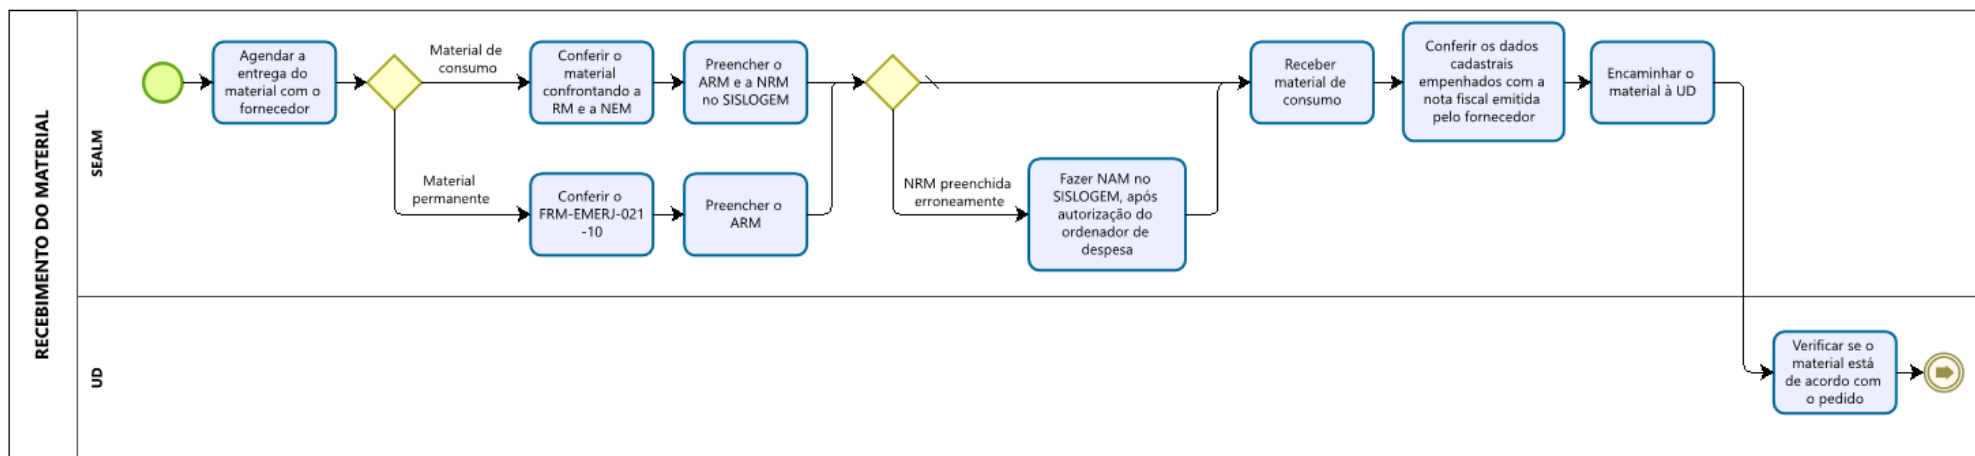 RECEBIMENTO DO MATERIAL
SEALM
Agendar a
entrega do
material com o
fornecedor
Material de
consumo
Conferir o
material
confrontando a
RM e a NEM
Preencher o
ARM e a NRM
no SISLOGEM
Material
permanente
Conferir o
FRM-EMERJ-021
-10
Preencher o
ARM
NRM preenchida
erroneamente
Fazer NAM no
SISLOGEM, após
autorização do
ordenador de
despesa
Receber
material de
consumo
Conferir os dados
cadastrais
empenhados com a
nota fiscal emitida
pelo fornecedor
Encaminhar o
material à UD
UD
Verificar se o
material está
de acordo com
o pedido